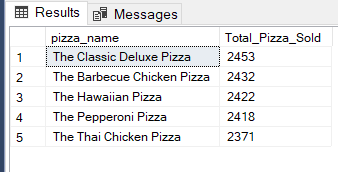 Results Messages
pizza_name Total_Pizza_Sold
1 The Classic Deluxe Pizza 2453
2 The Barbecue Chicken Pizza 2432
3 The Hawaiian Pizza 2422
4 The Pepperoni Pizza 2418
5 The Thai Chicken Pizza 2371